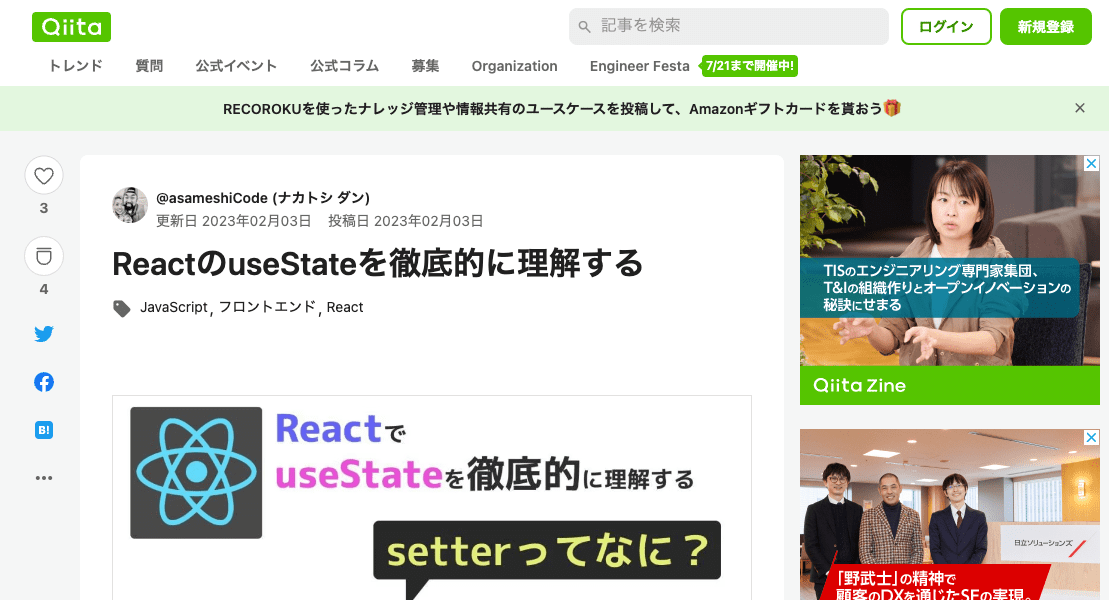 Qiita
記事を検索
ログイン
新規登録
トレンド
質問
公式イベント
公式コラム
募集
Organization
Engineer Festa
7/21まで開催中!
RECOROKUを使ったナレッジ管理や情報共有のユースケースを投稿して、Amazonギフトカードを貰おう🎁
3
4
B!
@asameshiCode (ナカトシ ダン)
更新日 2023年02月03日 投稿日 2023年02月03日
ReactのuseStateを徹底的に理解する
JavaScript, フロントエンド, React
Reactで
useStateを徹底的に理解する
setterってなに？
TISのエンジニアリング専門家集団、
T&Iの組織作りとオープンイノベーションの
秘訣にせまる
Qiita Zine
日立ソリューションズ
「野武士」の精神で
顧客のDXを通じたSEの実現。